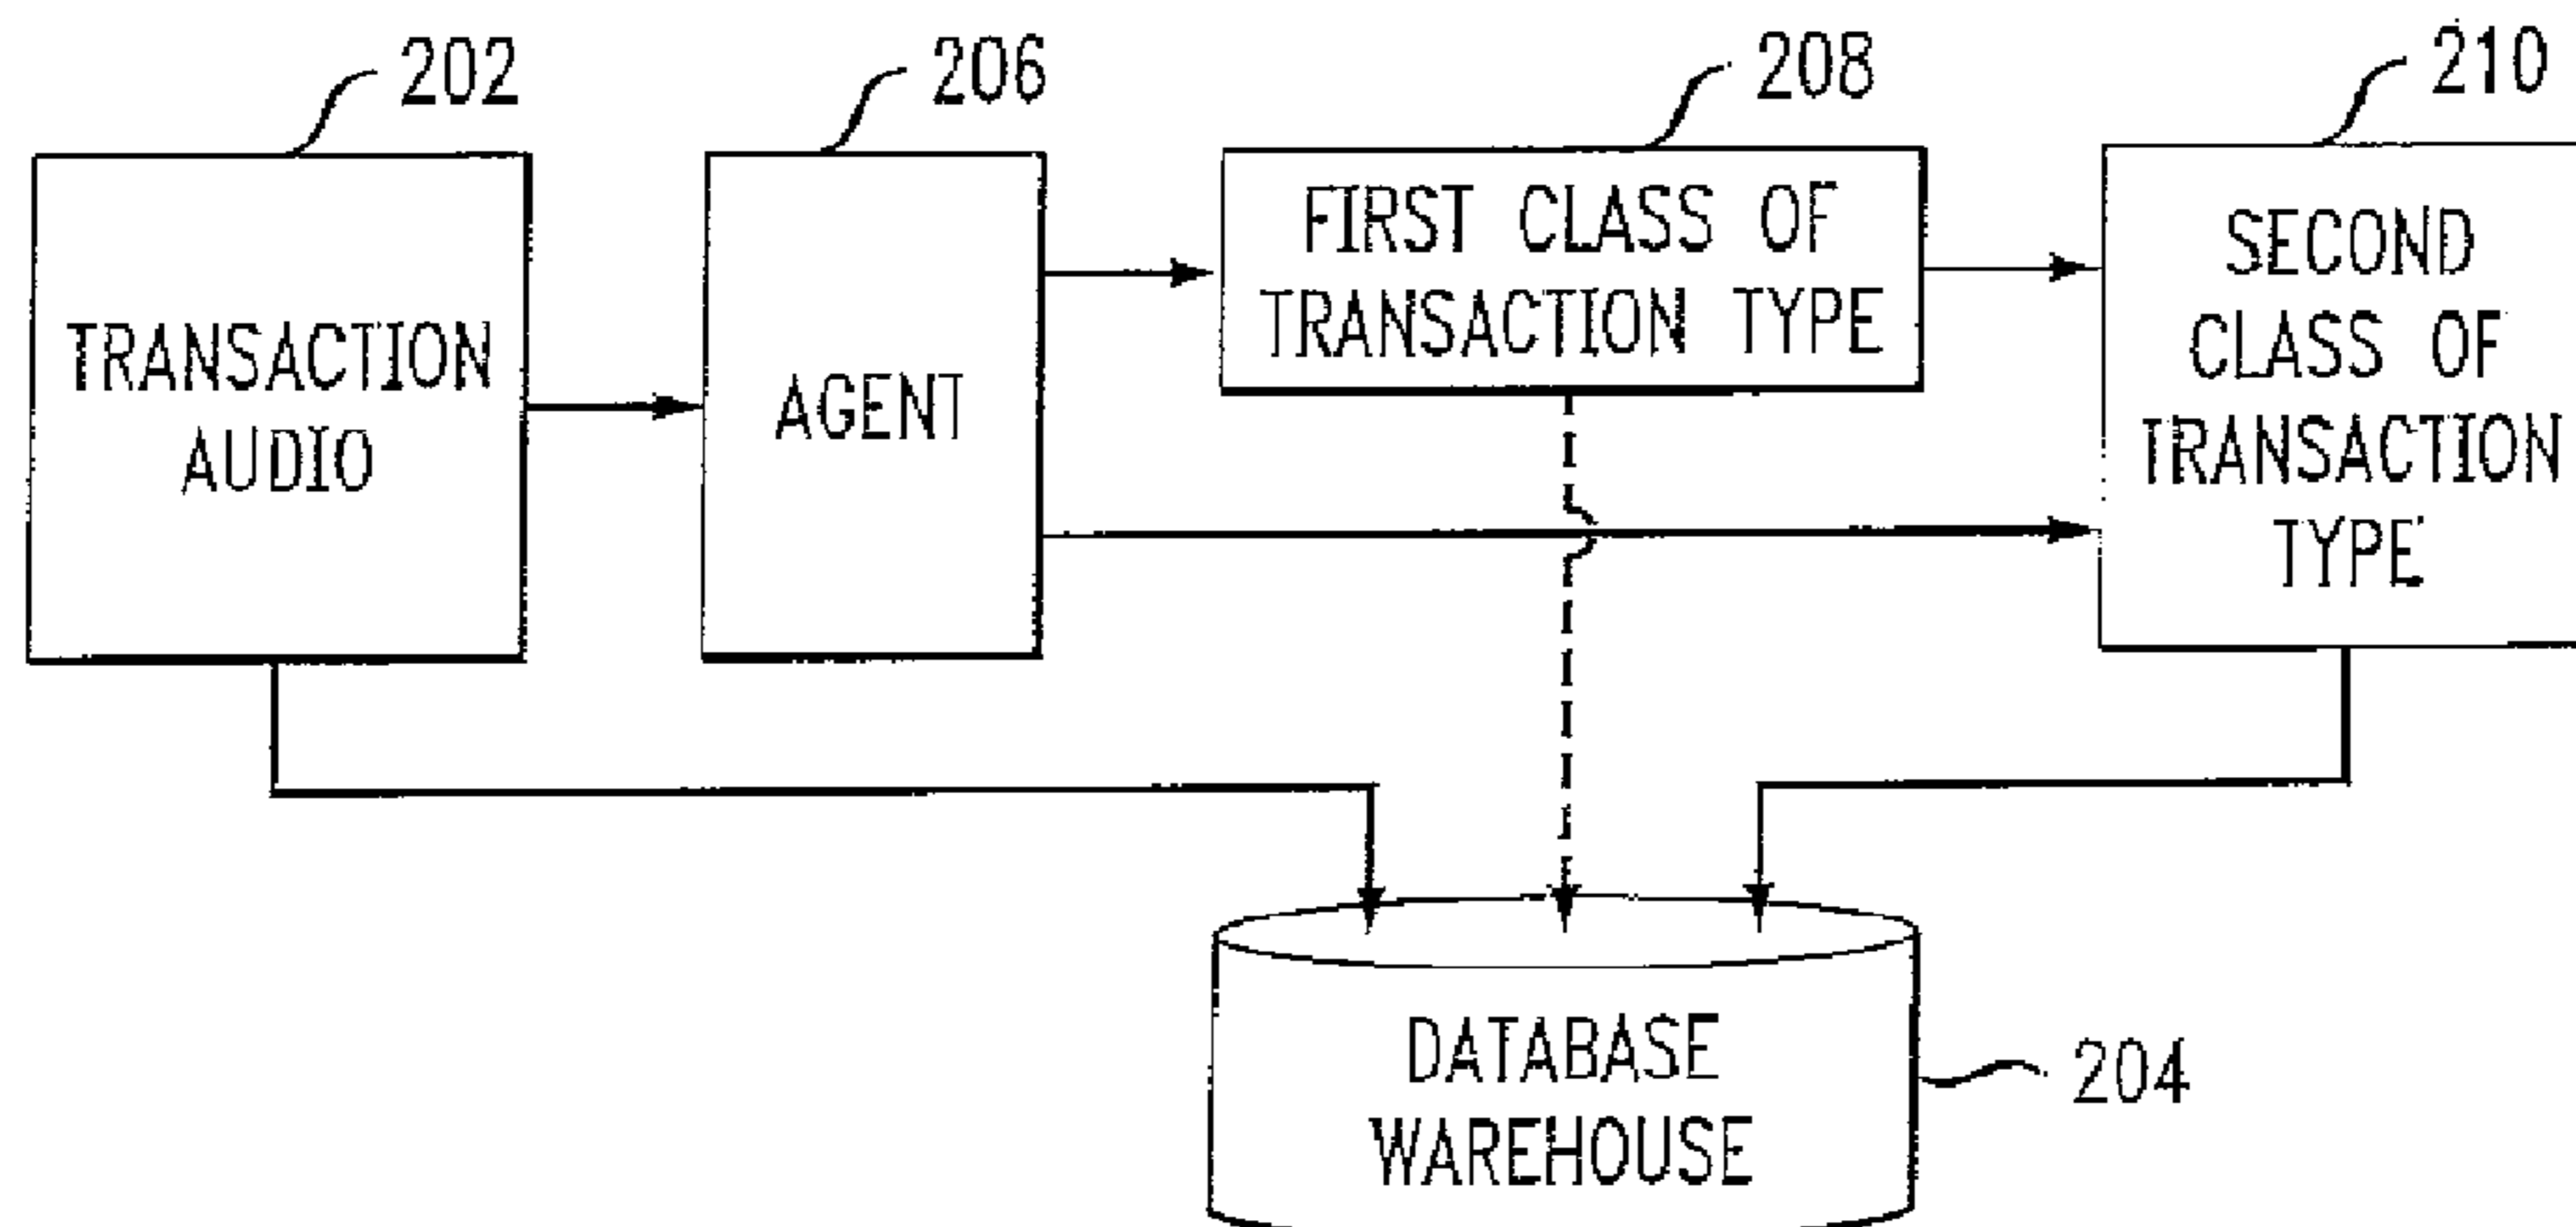 202
206
208
210
TRANSACTION
AUDIO
AGENT
FIRST CLASS OF
TRANSACTION TYPE
SECOND
CLASS OF
TRANSACTION
TYPE
DATABASE
WAREHOUSE
204